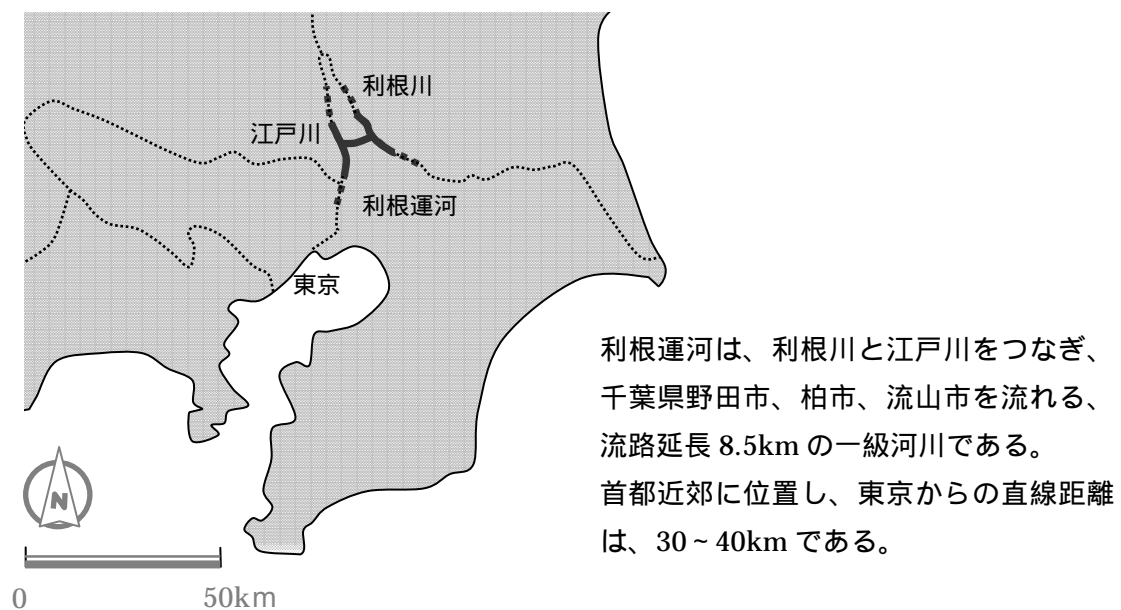 利根川
江戸川
利根運河
東京
利根運河は、利根川と江戸川をつなぎ、
千葉県野田市、柏市、流山市を流れる、
流路延長 8.5km の一級河川である。
首都近郊に位置し、東京からの直線距離
は、30~40km である。
N
0 50km